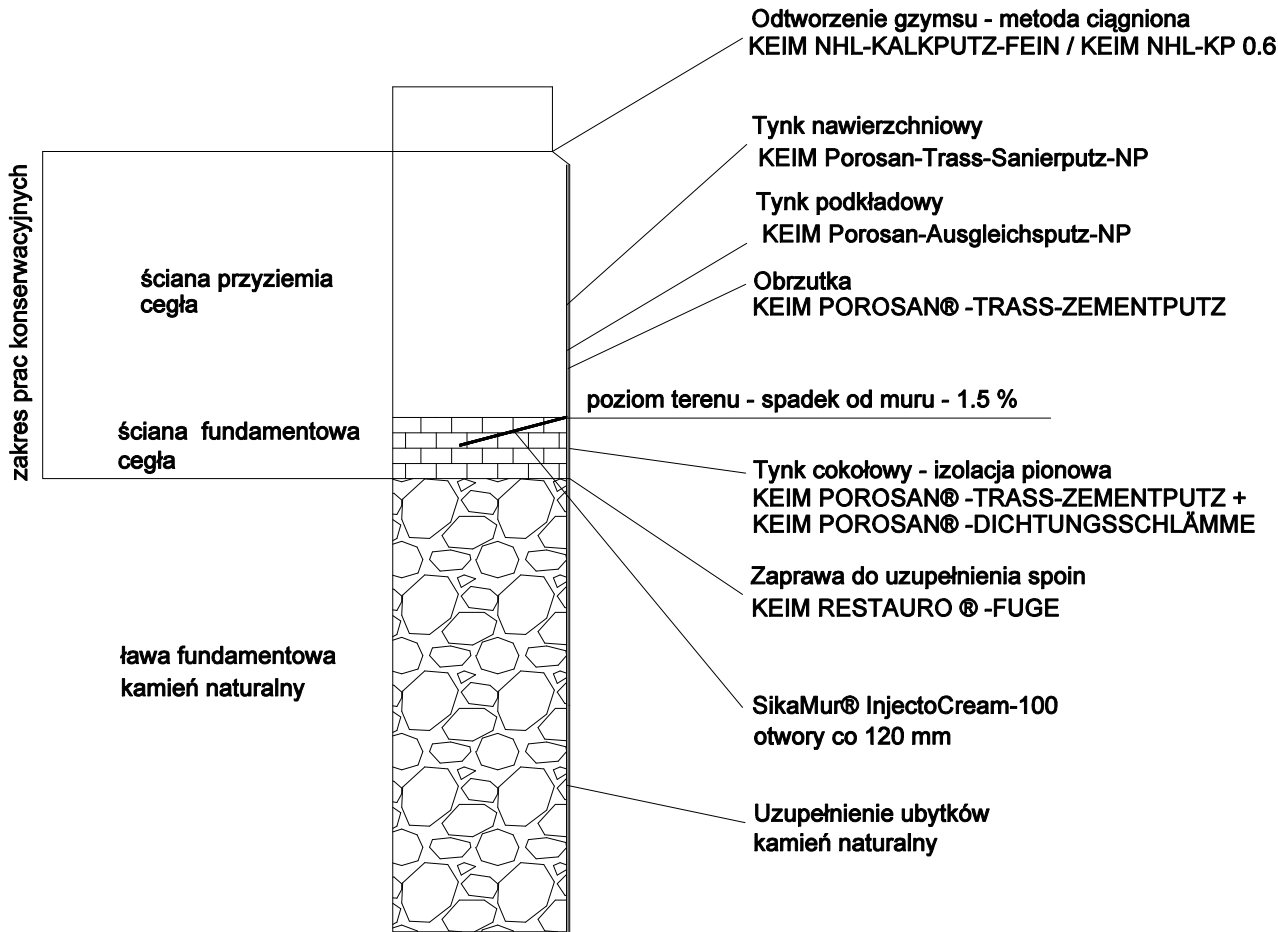 Odtworzenie gzymsu - metoda ciągniona
KEIM NHL-KALKPUTZ-FEIN / KEIM NHL-KP 0.6
Tynk nawierzchniowy
KEIM Porosan-Trass-Sanierputz-NP
Tynk podkładowy
KEIM Porosan-Ausgleichsputz-NP
Obrzutka
KEIM POROSAN® -TRASS-ZEMENTPUTZ
zakres prac konserwacyjnych
ściana przyziemia
cegła
poziom terenu - spadek od muru - 1.5 %
ściana fundamentowa
cegła
Tynk cokołowy - izolacja pionowa
KEIM POROSAN® -TRASS-ZEMENTPUTZ +
KEIM POROSAN® -DICHTUNGSSCHLÄMME
Zaprawa do uzupełnienia spoin
KEIM RESTAURO ® -FUGE
ława fundamentowa
kamień naturalny
SikaMur® InjectoCream-100
otwory co 120 mm
Uzupełnienie ubytków
kamień naturalny